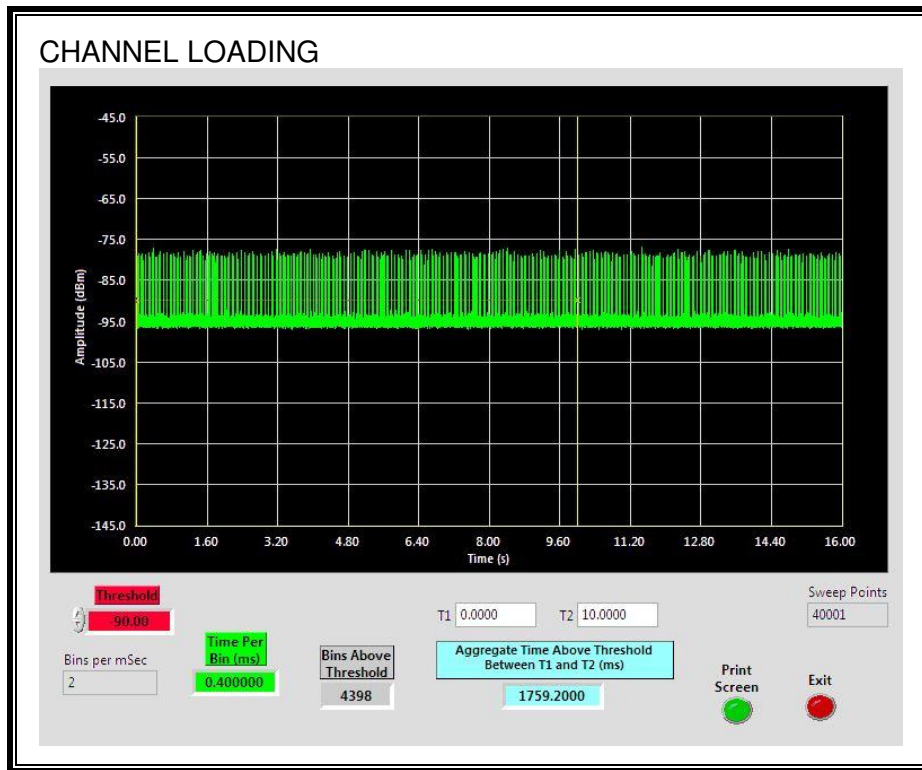 CHANNEL LOADING
Amplitude (dBm)
-45.0
-55.0
-65.0
-75.0
-85.0
-95.0
-105.0
-115.0
-125.0
-135.0
-145.0
0.00 1.60 3.20 4.80 6.40 8.00 9.60 11.20 12.80 14.40 16.00
Time (s)
Threshold
-90.00
Bins per mSec
2
Time Per
Bin (ms)
0.400000
Bins Above
Threshold
4398
T1 0.0000 T2 10.0000
Aggregate Time Above Threshold
Between T1 and T2 (ms)
1759.2000
Print
Screen
Exit
Sweep Points
40001